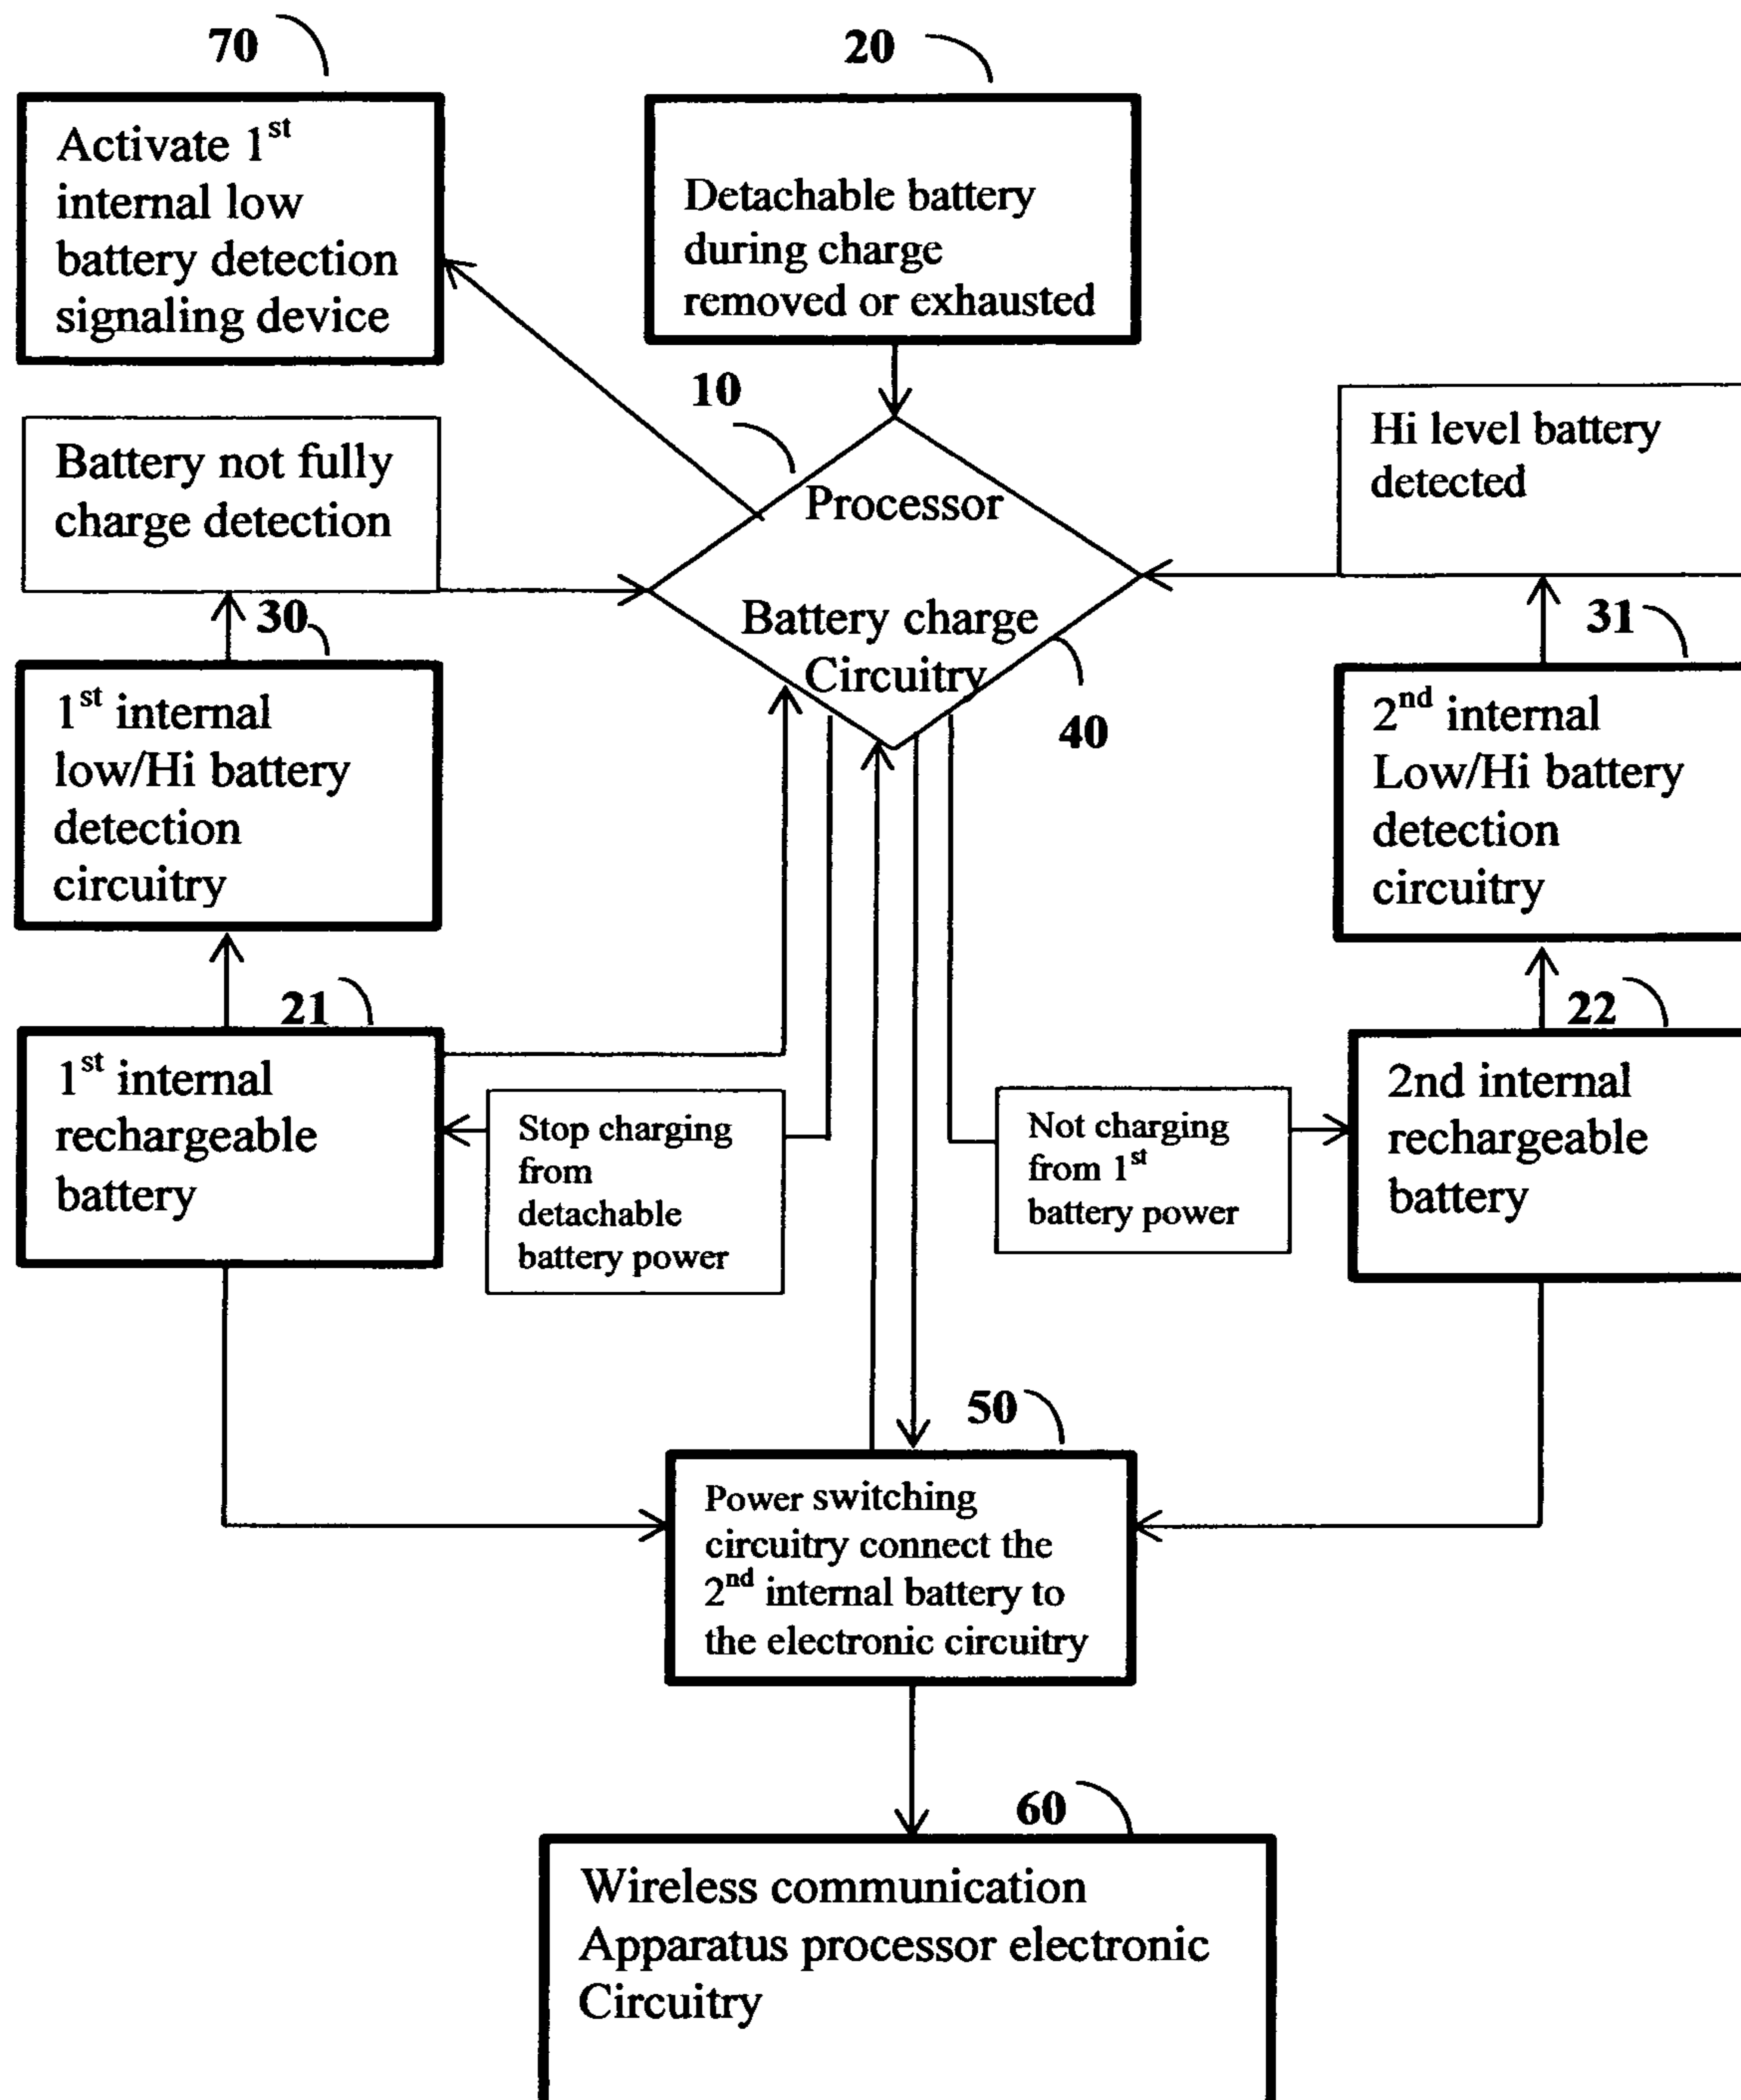 70
20
Activate 1st
internal low
battery detection
signaling device
Detachable battery
during charge
removed or exhausted
10
Battery not fully
charge detection
Processor
Battery charge
Circuitry
Hi level battery
detected
30
31
40
1st internal
low/Hi battery
detection
circuitry
2nd internal
Low/Hi battery
detection
circuitry
21
22
1st internal
rechargeable
battery
Stop charging
from
detachable
battery power
Not charging
from 1st
battery power
2nd internal
rechargeable
battery
50
Power switching
circuitry connect the
2nd internal battery to
the electronic circuitry
60
Wireless communication
Apparatus processor electronic
Circuitry